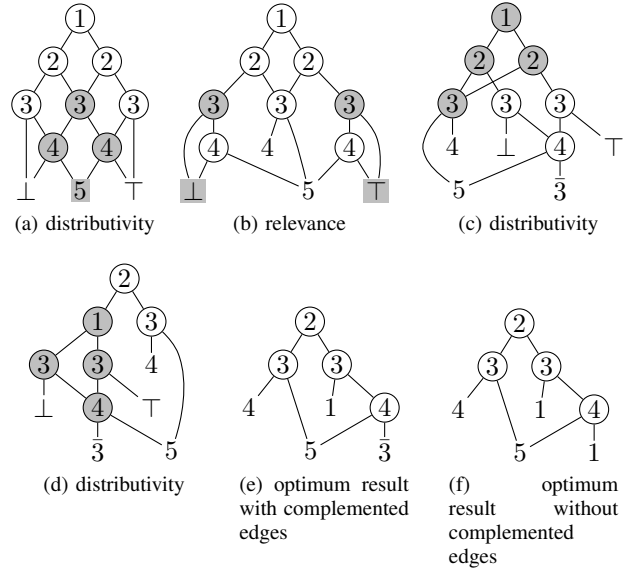 1 1 1
2 2 2 2 2 2
3 3 3 3 3 3 3 3 3
4 4 4 4 4 4 ⊥ 4 ⊤
⊥ 5 ⊤ ⊥ 5 ⊤ 5 3̄
(a) distributivity (b) relevance (c) distributivity
2 2 2
1 3 3 3 3 3
3 3 4 4 1 4 4 1 4
⊥ 4 ⊤ 5 3̄ 5 1
3̄ 5
(d) distributivity (e) optimum result (f) optimum
with complemented result without
edges complemented
edges